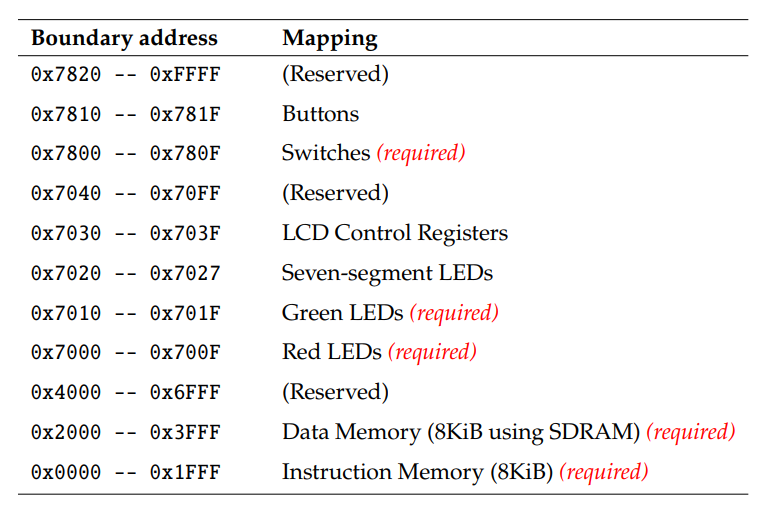 Boundary address Mapping
0x7820 -- 0xFFFF (Reserved)
0x7810 -- 0x781F Buttons
0x7800 -- 0x780F Switches (required)
0x7040 -- 0x70FF (Reserved)
0x7030 -- 0x703F LCD Control Registers
0x7020 -- 0x7027 Seven-segment LEDs
0x7010 -- 0x701F Green LEDs (required)
0x7000 -- 0x700F Red LEDs (required)
0x4000 -- 0x6FFF (Reserved)
0x2000 -- 0x3FFF Data Memory (8KiB using SDRAM) (required)
0x0000 -- 0x1FFF Instruction Memory (8KiB) (required)